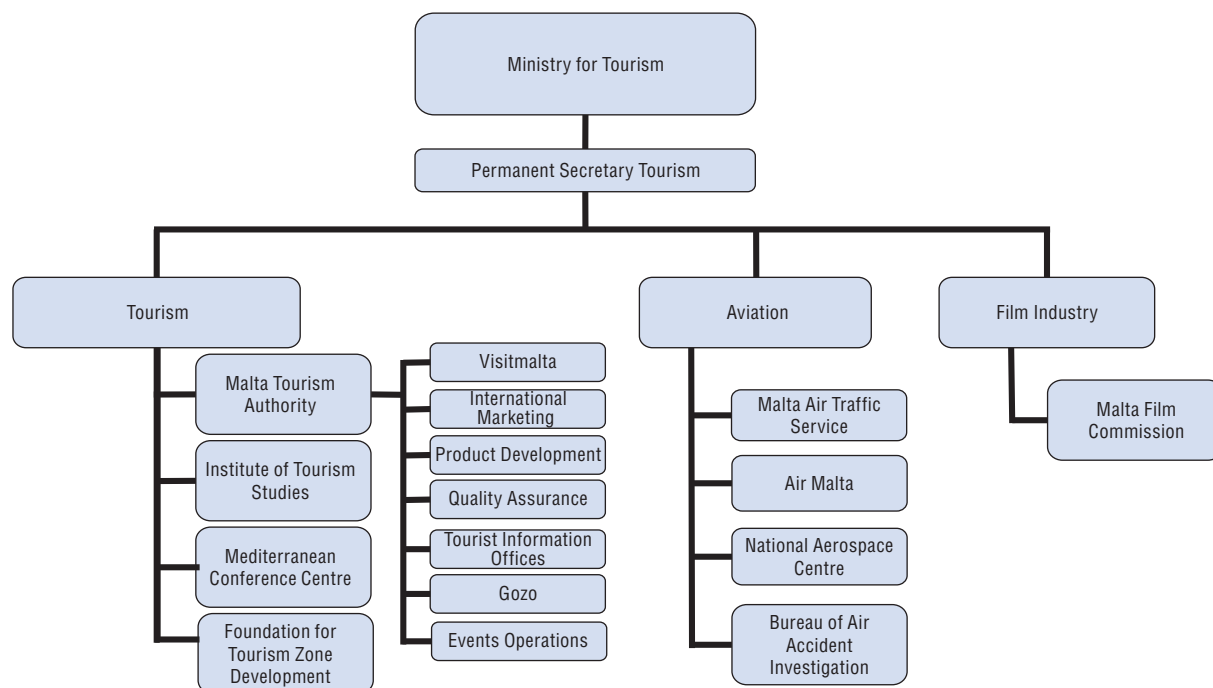 Ministry for Tourism
Permanent Secretary Tourism
Tourism
Aviation
Film Industry
Malta Tourism
Authority
Institute of Tourism
Studies
Mediterranean
Conference Centre
Foundation for
Tourism Zone
Development
Visitmalta
International
Marketing
Product Development
Quality Assurance
Tourist Information
Offices
Gozo
Events Operations
Malta Air Traffic
Service
Air Malta
National Aerospace
Centre
Bureau of Air
Accident
Investigation
Malta Film
Commission